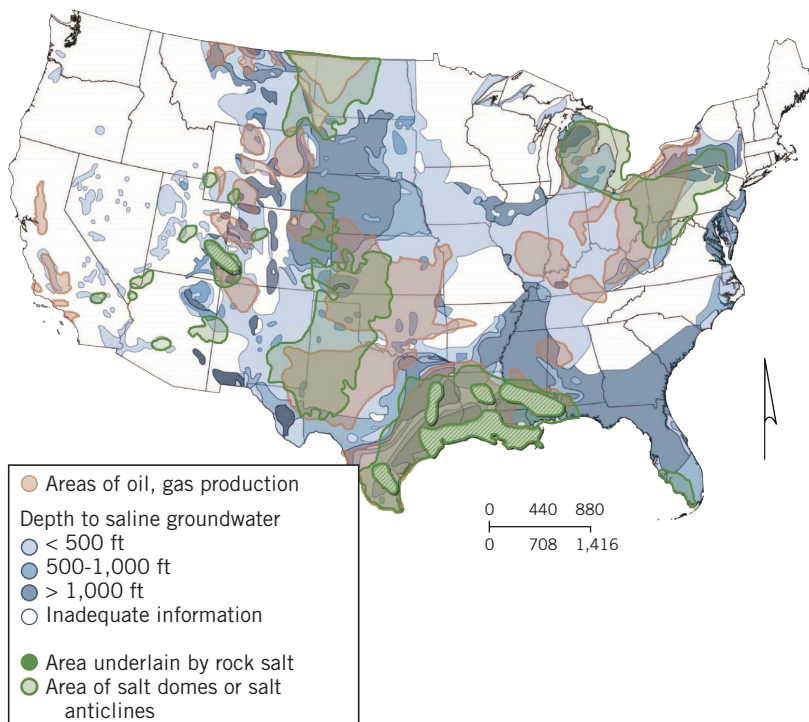 Areas of oil, gas production
Depth to saline groundwater
< 500 ft
500-1,000 ft
> 1,000 ft
Inadequate information
Area underlain by rock salt
Area of salt domes or salt
anticlines
0 440 880
0 708 1,416